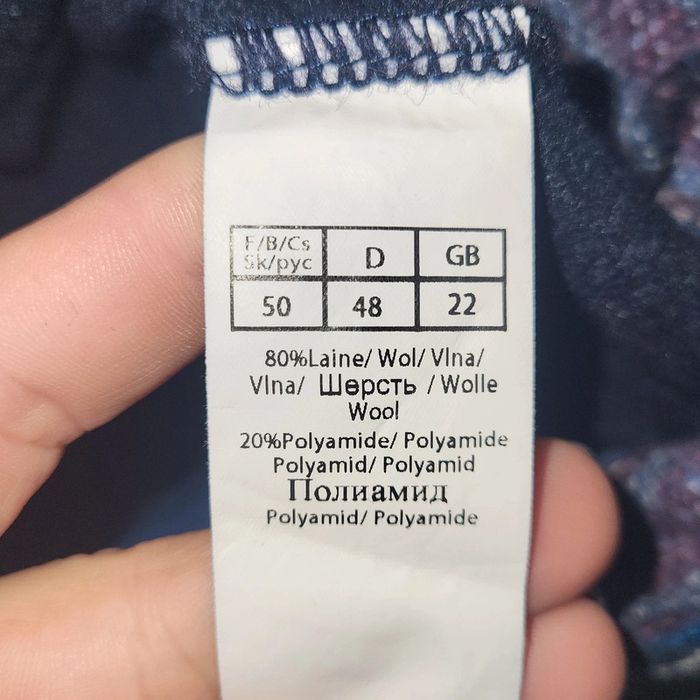 F/B/Cs Sk/рус
D
GB
50
48
22
80%Laine/ Wol/ Vlna/
Vlna/ Шерсть / Wolle
Wool
20%Polyamide/ Polyamide
Polyamid/ Polyamid
Полиамид
Polyamid/ Polyamide